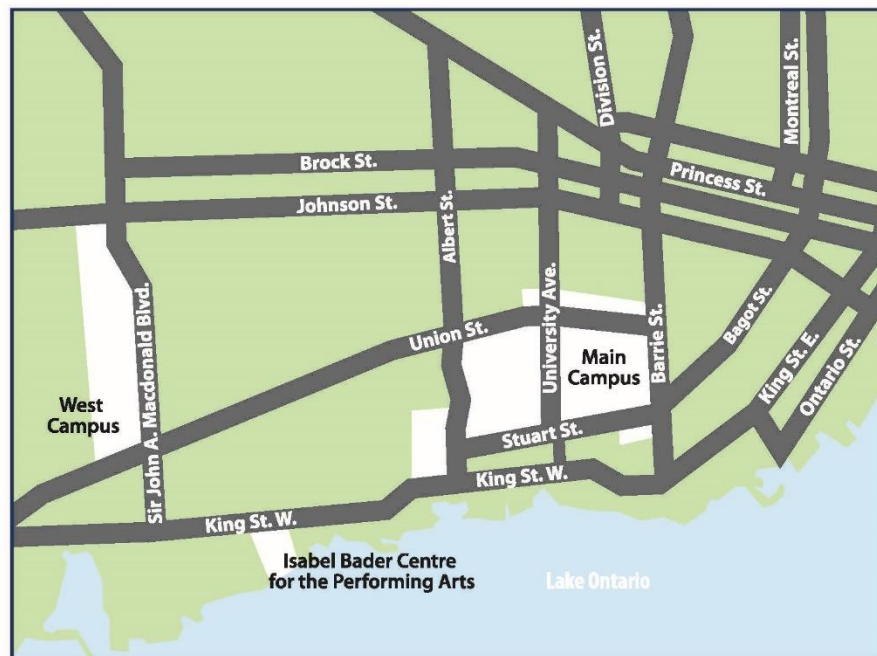 Division St.
Montreal St.
Brock St.
Princess St.
Johnson St.
Albert St.
University Ave.
Barrie St.
Bagot St.
King St. E.
Ontario St.
Union St.
Main
Campus
West
Campus
Sir John A. Macdonald Blvd.
Stuart St.
King St. W.
King St. W.
Isabel Bader Centre
for the Performing Arts
Lake Ontario